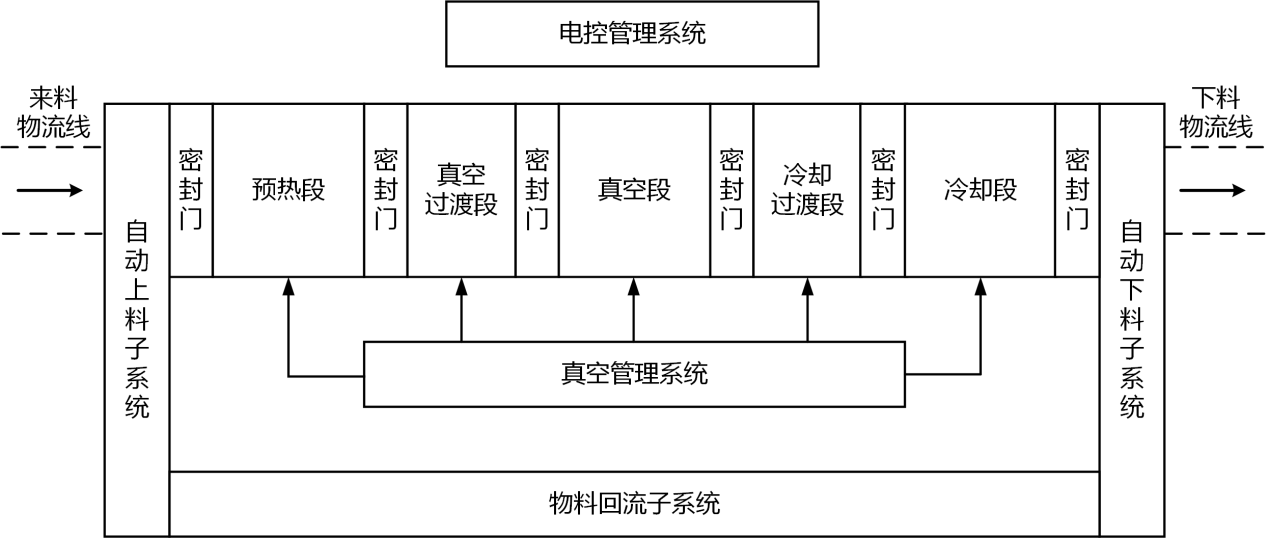 电控管理系统
来料
物流线
下料
物流线
自动上料子系统
密封门
预热段
密封门
真空
过渡段
密封门
真空段
密封门
冷却
过渡段
密封门
冷却段
密封门
自动下料子系统
真空管理系统
物料回流子系统